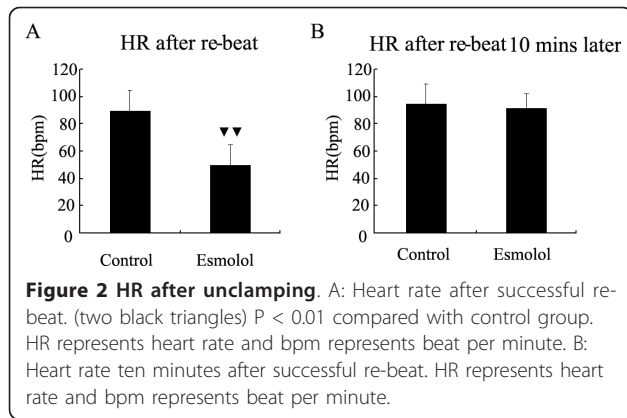 A
HR after re-beat
HR(bpm)
120
100
80
60
40
20
0
▼▼
Control Esmolol
B
HR after re-beat 10 mins later
HR(bpm)
120
100
80
60
40
20
0
Control Esmolol
Figure 2 HR after unclamping. A: Heart rate after successful re-
beat. (two black triangles) P < 0.01 compared with control group.
HR represents heart rate and bpm represents beat per minute. B:
Heart rate ten minutes after successful re-beat. HR represents heart
rate and bpm represents beat per minute.